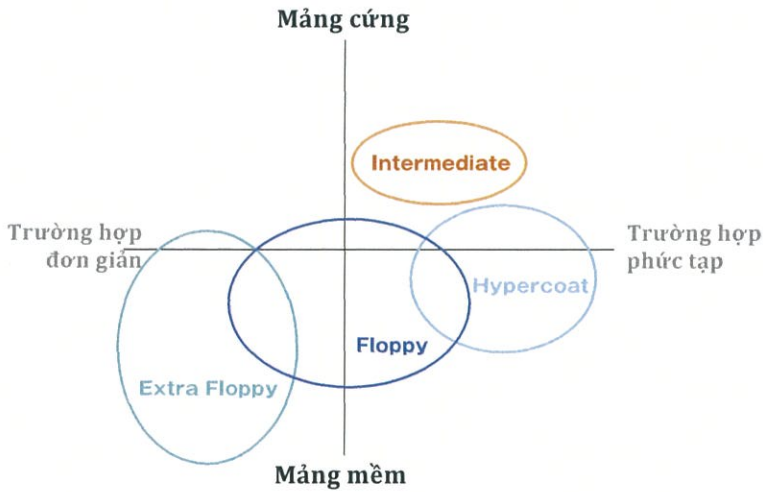 Mảng cứng
Intermediate
Trường hợp
đơn giản
Trường hợp
phức tạp
Hypercoat
Floppy
Extra Floppy
Mảng mềm